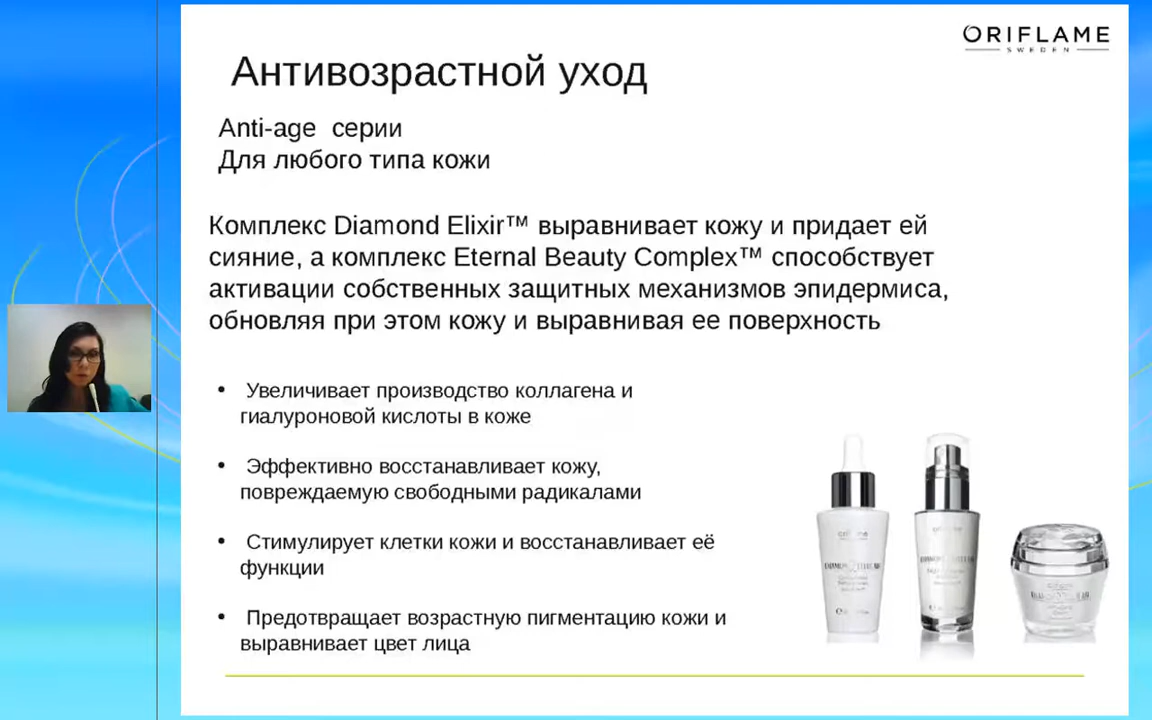 ORIFLAME
SWEDEN
Антивозрастной уход
Anti-age серии
Для любого типа кожи
Комплекс Diamond Elixir™ выравнивает кожу и придает ей
сияние, а комплекс Eternal Beauty Complex™ способствует
активации собственных защитных механизмов эпидермиса,
обновляя при этом кожу и выравнивая ее поверхность
• Увеличивает производство коллагена и
гиалуроновой кислоты в коже
• Эффективно восстанавливает кожу,
повреждаемую свободными радикалами
• Стимулирует клетки кожи и восстанавливает её
функции
• Предотвращает возрастную пигментацию кожи и
выравнивает цвет лица